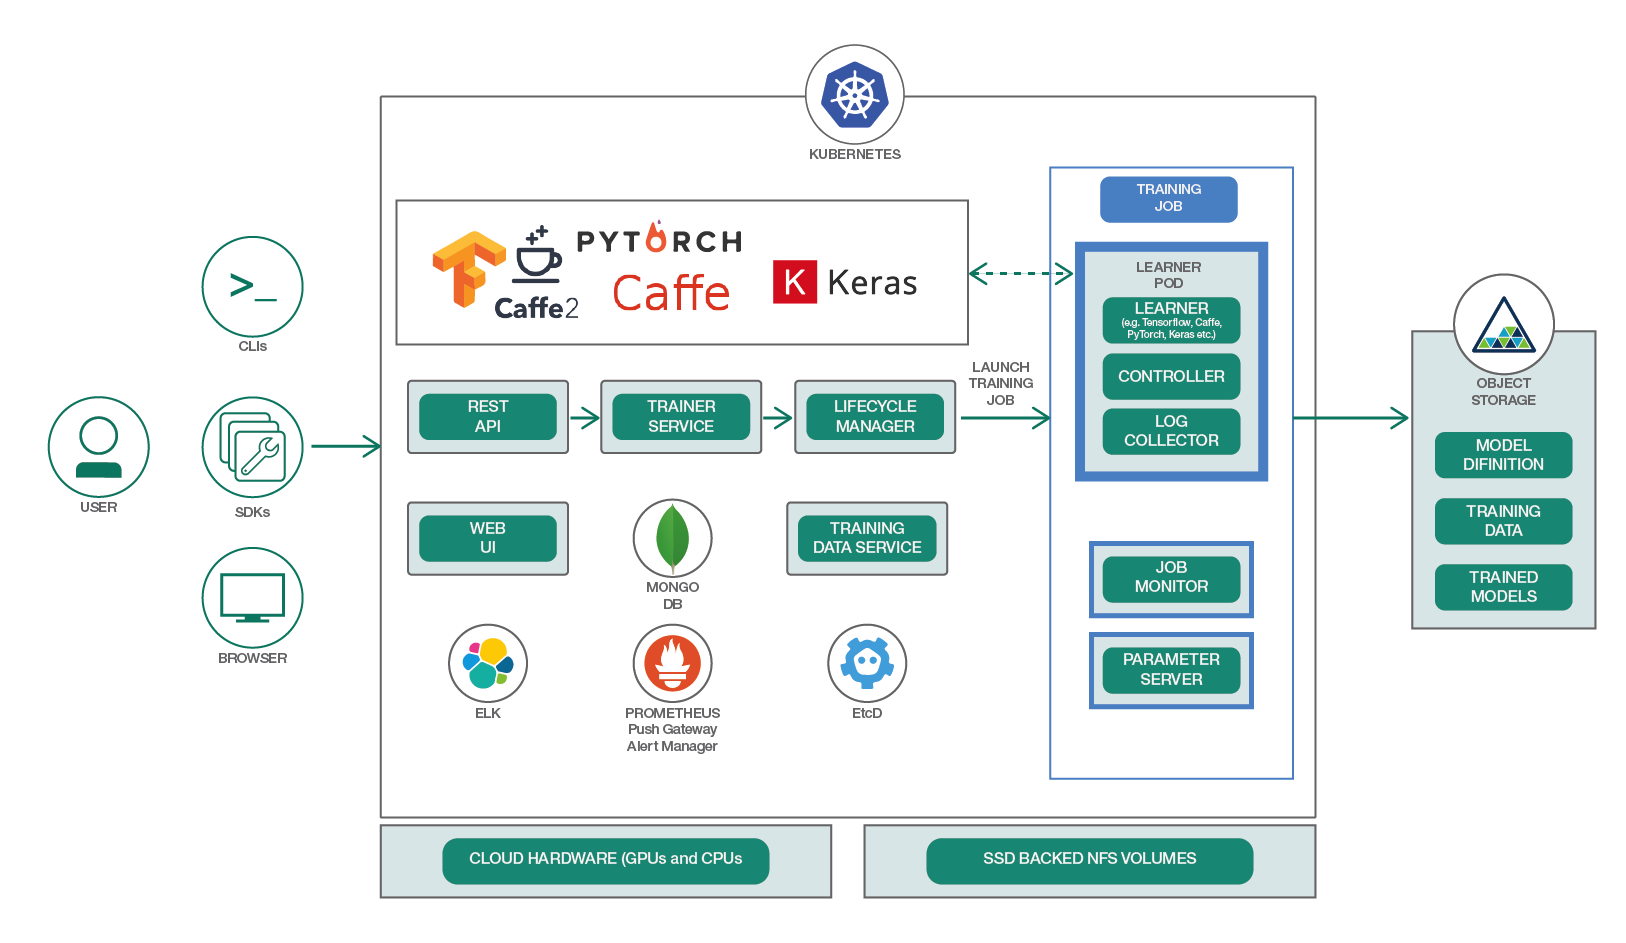 KUBERNETES
PYTORCH
Caffe2
Caffe
K Keras
>_
CLIs
USER
SDKs
BROWSER
REST
API
TRAINER
SERVICE
LIFECYCLE
MANAGER
LAUNCH
TRAINING
JOB
WEB
UI
MONGO
DB
TRAINING
DATA SERVICE
ELK
PROMETHEUS
Push Gateway
Alert Manager
EtcD
TRAINING
JOB
LEARNER
POD
LEARNER
(e.g. Tensorflow, Caffe,
PyTorch, Keras etc.)
CONTROLLER
LOG
COLLECTOR
JOB
MONITOR
PARAMETER
SERVER
OBJECT
STORAGE
MODEL
DIFINITION
TRAINING
DATA
TRAINED
MODELS
CLOUD HARDWARE (GPUs and CPUs
SSD BACKED NFS VOLUMES